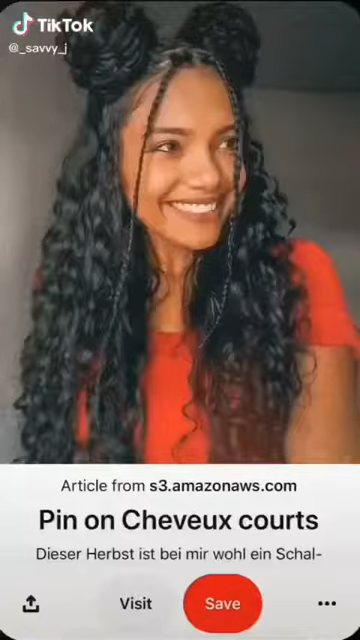 TikTok
@_savvy_j
Article from s3.amazonaws.com
Pin on Cheveux courts
Dieser Herbst ist bei mir wohl ein Schal-
Visit
Save